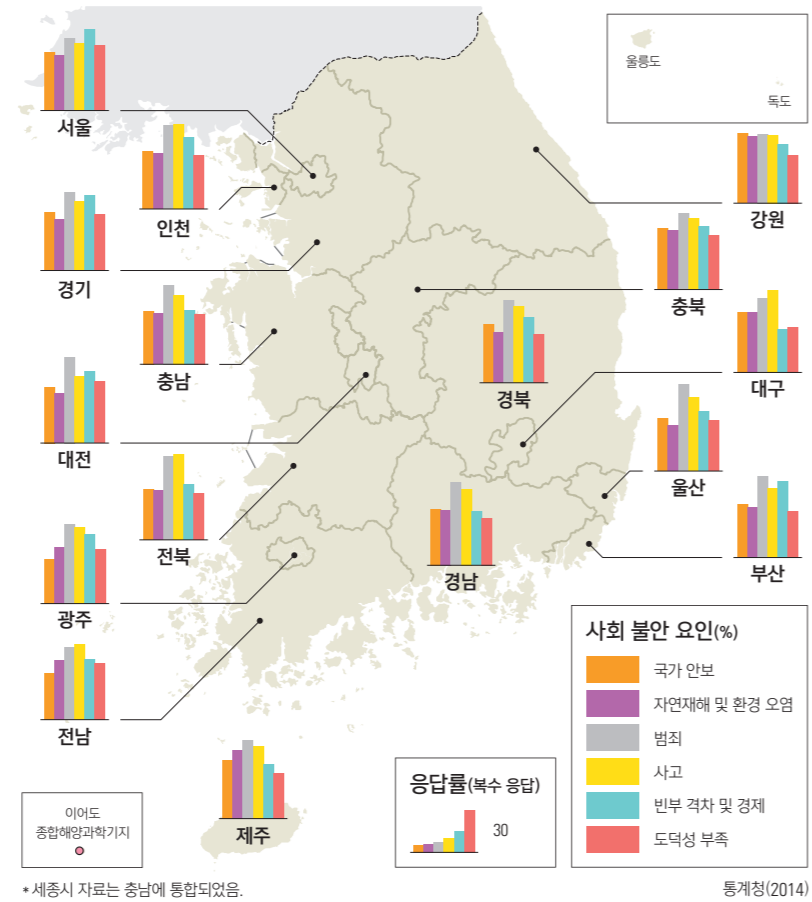 울릉도
독도
서울
인천
강원
경기
충북
충남
경북
대구
대전
울산
전북
경남
부산
광주
전남
제주
사회 불안 요인(%)
국가 안보
자연재해 및 환경 오염
범죄
사고
빈부 격차 및 경제
도덕성 부족
응답률(복수 응답)
30
이어도
종합해양과학기지
* 세종시 자료는 충남에 통합되었음.
통계청(2014)